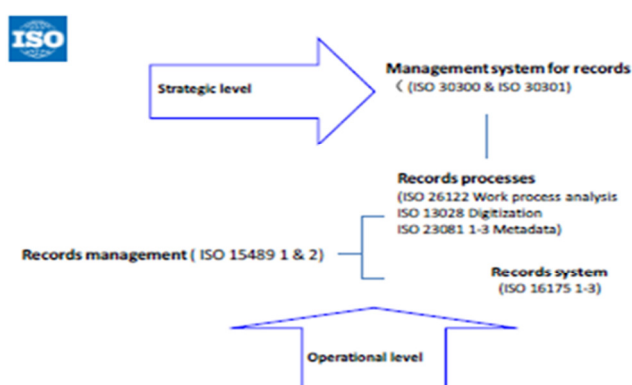 ISO
Management system for records
Strategic level
( (ISO 30300 & ISO 30301)
Records processes
(ISO 26122 Work process analysis
ISO 13028 Digitization
ISO 23081 1-3 Metadata)
Records management ( ISO 15489 1 & 2)
Records system
(ISO 16175 1-3)
Operational level